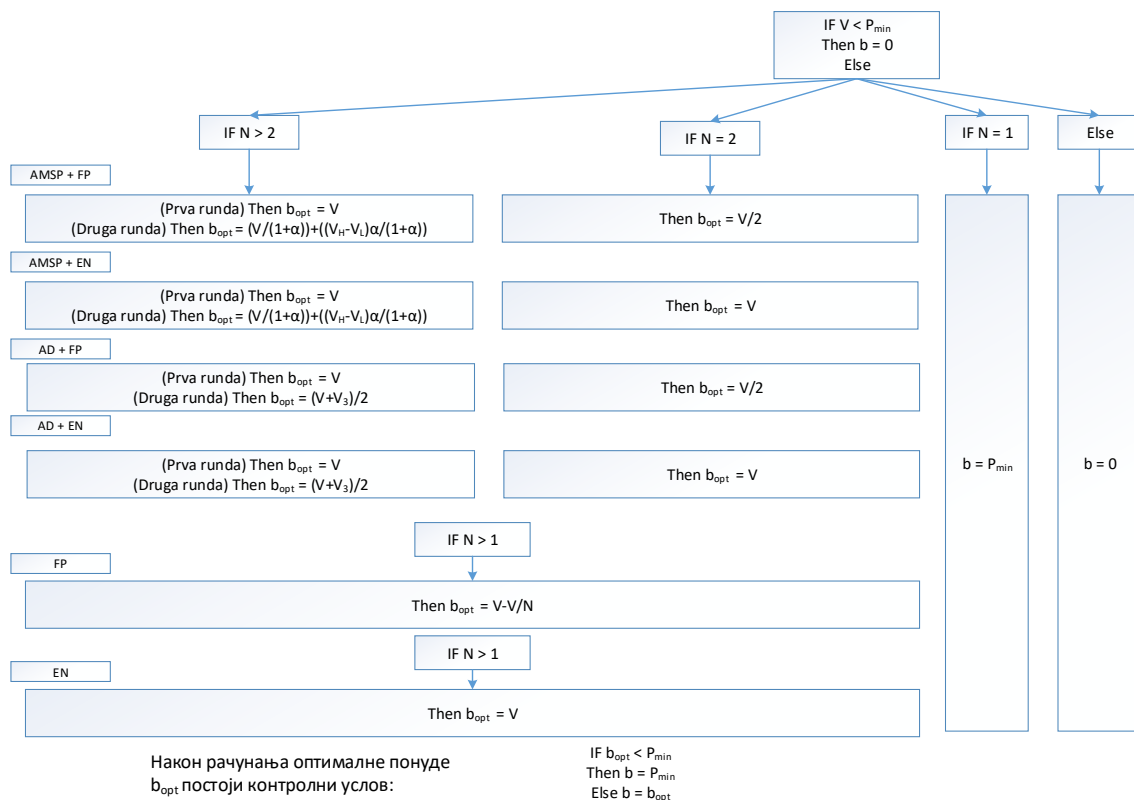 IF V < Pmin
Then b = 0
Else
IF N > 2
IF N = 2
IF N = 1
Else
AMSP + FP
(Prva runda) Then bopt = V
(Druga runda) Then bopt = (V/(1+α))+((VH-VL)α/(1+α))
Then bopt = V/2
AMSP + EN
(Prva runda) Then bopt = V
(Druga runda) Then bopt = (V/(1+α))+((VH-VL)α/(1+α))
Then bopt = V
AD + FP
(Prva runda) Then bopt = V
(Druga runda) Then bopt = (V+V3)/2
Then bopt = V/2
AD + EN
(Prva runda) Then bopt = V
(Druga runda) Then bopt = (V+V3)/2
Then bopt = V
b = Pmin
b = 0
IF N > 1
FP
Then bopt = V-V/N
IF N > 1
EN
Then bopt = V
Након рачунања оптималне понуде
bopt постоји контролни услов:
IF bopt < Pmin
Then b = Pmin
Else b = bopt